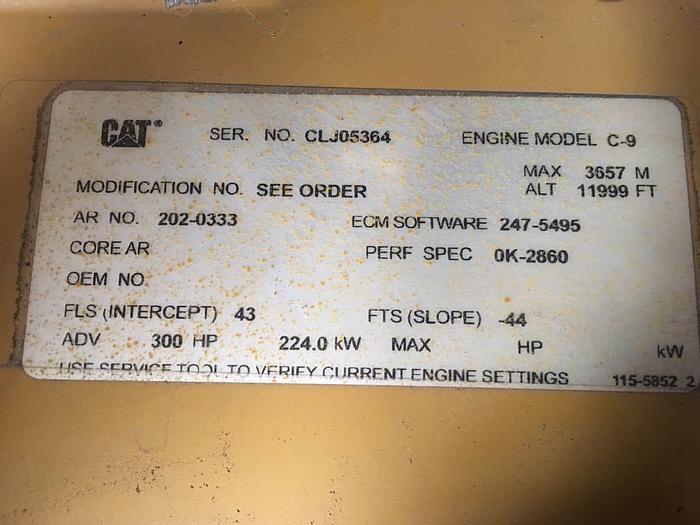 CAT® SER. NO. CLJ05364 ENGINE MODEL C-9
MAX 3657 M
MODIFICATION NO. SEE ORDER ALT 11999 FT
AR NO. 202-0333 ECM SOFTWARE 247-5495
CORE AR PERF SPEC 0K-2860
OEM NO
FLS (INTERCEPT) 43 FTS (SLOPE) -44
ADV 300 HP 224.0 kW MAX HP kW
USE SERVICE TOOL TO VERIFY CURRENT ENGINE SETTINGS 115-5852 2